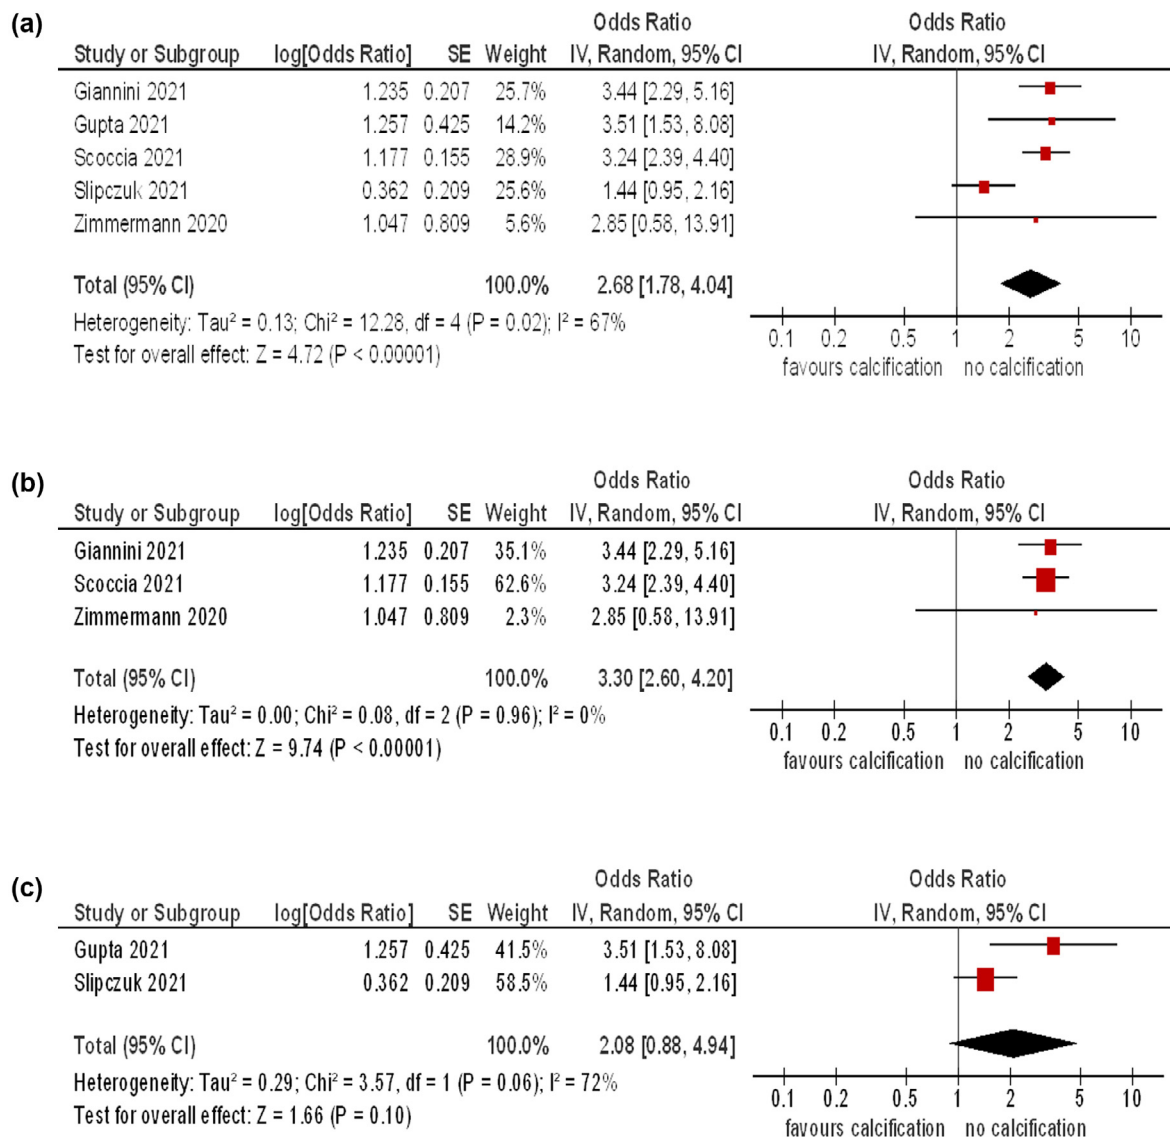 (a)
Odds Ratio Odds Ratio
Study or Subgroup log[Odds Ratio] SE Weight IV, Random, 95% CI IV, Random, 95% CI
Giannini 2021 1.235 0.207 25.7% 3.44 [2.29, 5.16]
Gupta 2021 1.257 0.425 14.2% 3.51 [1.53, 8.08]
Scoccia 2021 1.177 0.155 28.9% 3.24 [2.39, 4.40]
Slipczuk 2021 0.362 0.209 25.6% 1.44 [0.95, 2.16]
Zimmermann 2020 1.047 0.809 5.6% 2.85 [0.58, 13.91]
Total (95% CI) 100.0% 2.68 [1.78, 4.04]
Heterogeneity: Tau² = 0.13; Chi² = 12.28, df = 4 (P = 0.02); I² = 67%
Test for overall effect: Z = 4.72 (P < 0.00001)
0.1 0.2 0.5 1 2 5 10
favours calcification no calcification
(b)
Odds Ratio Odds Ratio
Study or Subgroup log[Odds Ratio] SE Weight IV, Random, 95% CI IV, Random, 95% CI
Giannini 2021 1.235 0.207 35.1% 3.44 [2.29, 5.16]
Scoccia 2021 1.177 0.155 62.6% 3.24 [2.39, 4.40]
Zimmermann 2020 1.047 0.809 2.3% 2.85 [0.58, 13.91]
Total (95% CI) 100.0% 3.30 [2.60, 4.20]
Heterogeneity: Tau² = 0.00; Chi² = 0.08, df = 2 (P = 0.96); I² = 0%
Test for overall effect: Z = 9.74 (P < 0.00001)
0.1 0.2 0.5 1 2 5 10
favours calcification no calcification
(c)
Odds Ratio Odds Ratio
Study or Subgroup log[Odds Ratio] SE Weight IV, Random, 95% CI IV, Random, 95% CI
Gupta 2021 1.257 0.425 41.5% 3.51 [1.53, 8.08]
Slipczuk 2021 0.362 0.209 58.5% 1.44 [0.95, 2.16]
Total (95% CI) 100.0% 2.08 [0.88, 4.94]
Heterogeneity: Tau² = 0.29; Chi² = 3.57, df = 1 (P = 0.06); I² = 72%
Test for overall effect: Z = 1.66 (P = 0.10)
0.1 0.2 0.5 1 2 5 10
favours calcification no calcification